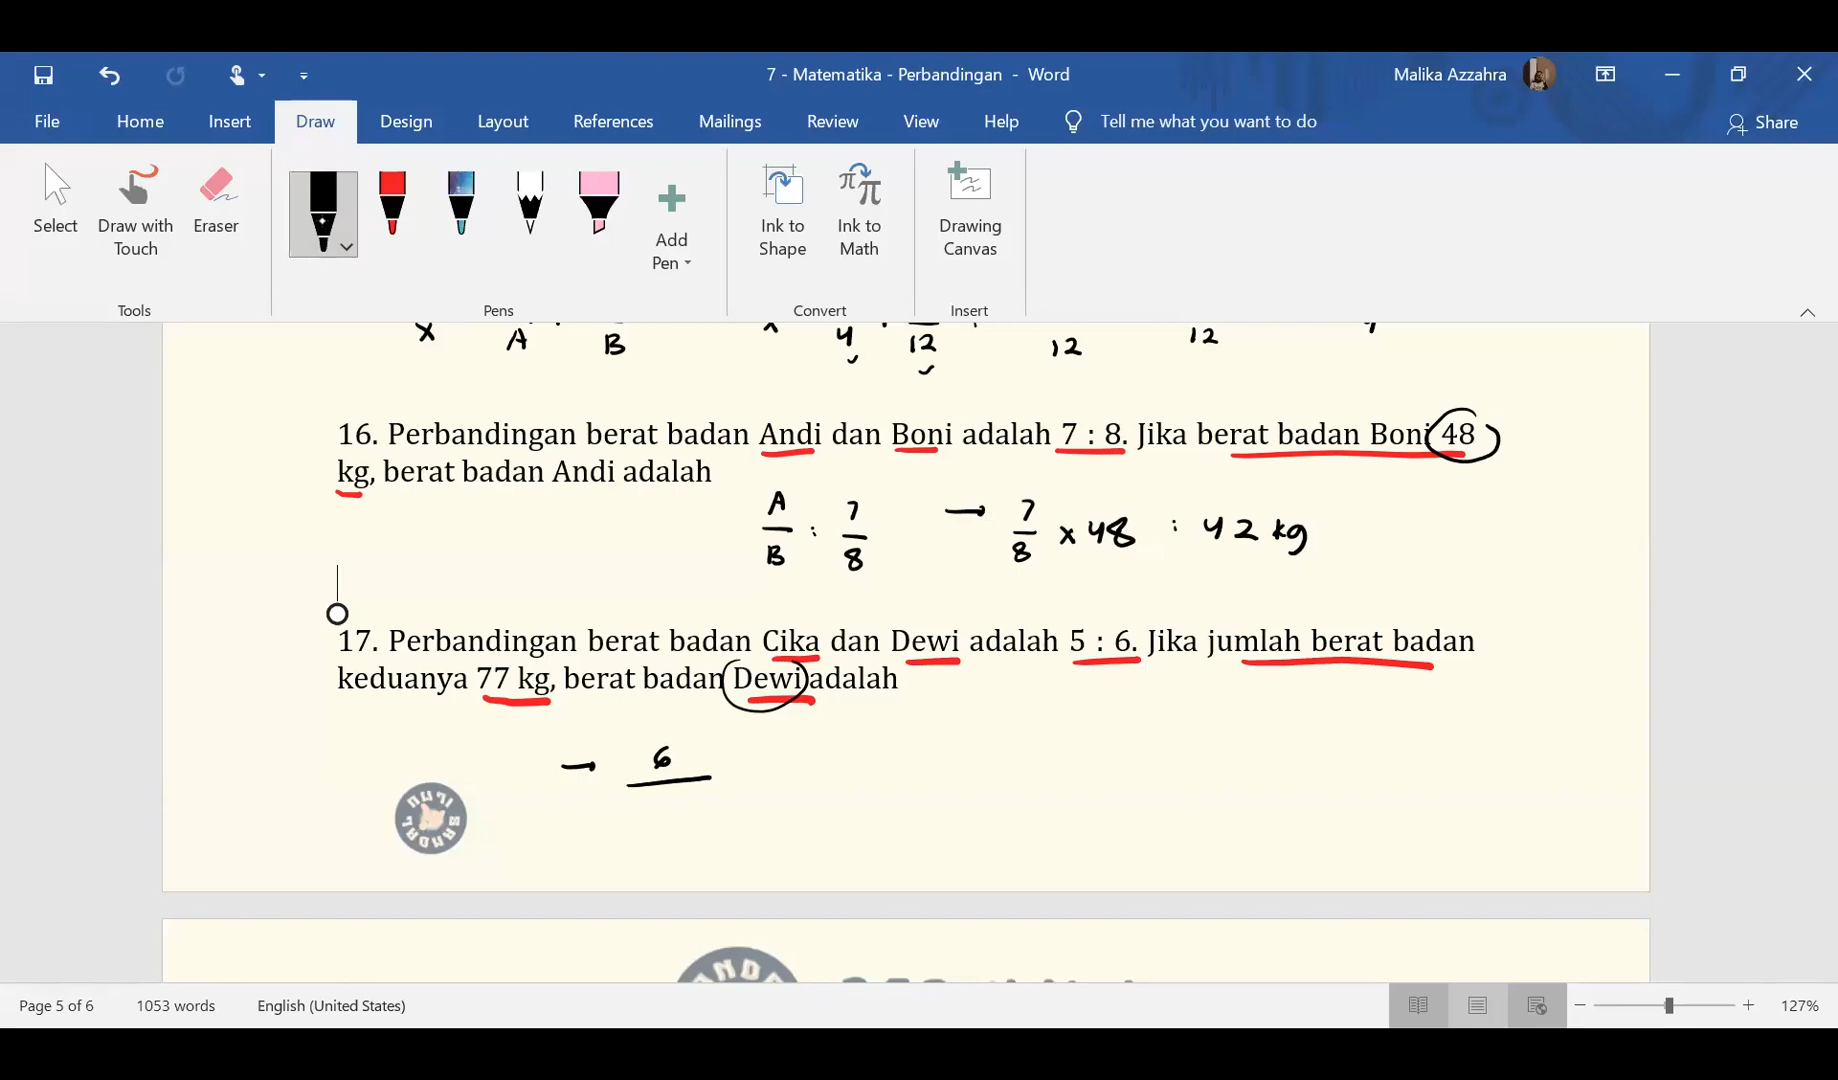 7 - Matematika - Perbandingan - Word
Malika Azzahra
File Home Insert Draw Design Layout References Mailings Review View Help Tell me what you want to do Share
Select
Draw with Touch
Eraser
Add Pen
Ink to Shape
Ink to Math
Drawing Canvas
Tools Pens Convert Insert
x A B x 4 12 12 12
16. Perbandingan berat badan Andi dan Boni adalah 7 : 8. Jika berat badan Boni 48
kg, berat badan Andi adalah
A 7 → 7
: x 48 : 42 kg
B 8 8
17. Perbandingan berat badan Cika dan Dewi adalah 5 : 6. Jika jumlah berat badan
keduanya 77 kg, berat badan Dewi adalah
→ 6
Page 5 of 6 1053 words English (United States) 127%